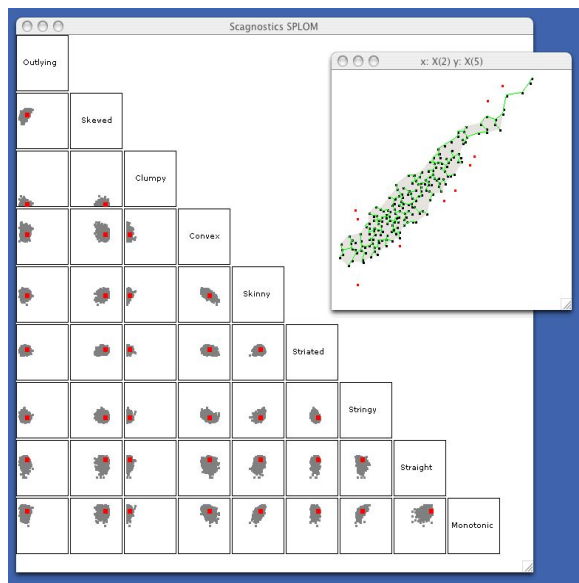 Scagnostics SPLOM
x: X(2) y: X(5)
Outlying
Skewed
Clumpy
Convex
Skinny
Striated
Stringy
Straight
Monotonic